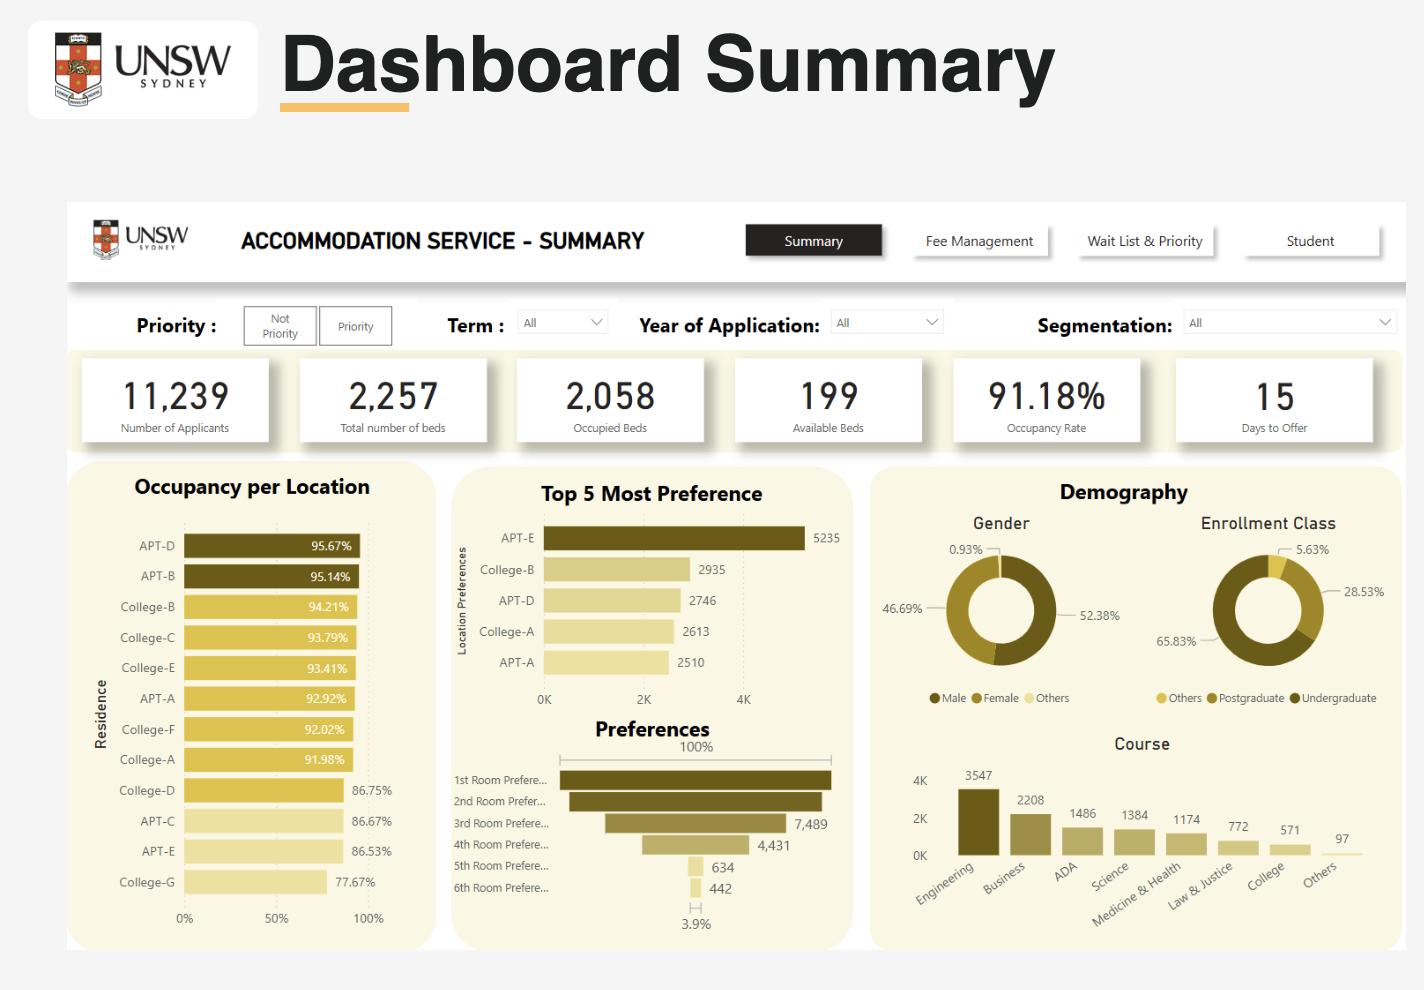 UNSW
SYDNEY
Dashboard Summary
UNSW
SYDNEY
ACCOMMODATION SERVICE - SUMMARY
Summary
Fee Management
Wait List & Priority
Student
Priority :
Not
Priority
Priority
Term :
All
Year of Application:
All
Segmentation:
All
11,239
Number of Applicants
2,257
Total number of beds
2,058
Occupied Beds
199
Available Beds
91.18%
Occupancy Rate
15
Days to Offer
Occupancy per Location
Residence
APT-D 95.67%
APT-B 95.14%
College-B 94.21%
College-C 93.79%
College-E 93.41%
APT-A 92.92%
College-F 92.02%
College-A 91.98%
College-D 86.75%
APT-C 86.67%
APT-E 86.53%
College-G 77.67%
0% 50% 100%
Top 5 Most Preference
Location Preferences
APT-E 5235
College-B 2935
APT-D 2746
College-A 2613
APT-A 2510
0K 2K 4K
Preferences
100%
1st Room Prefere...
2nd Room Prefer...
3rd Room Prefere... 7,489
4th Room Prefere... 4,431
5th Room Prefere... 634
6th Room Prefere... 442
3.9%
Demography
Gender
0.93%
46.69%
52.38%
Male Female Others
Enrollment Class
5.63%
28.53%
65.83%
Others Postgraduate Undergraduate
Course
4K
2K
0K
3547
2208
1486
1384
1174
772
571
97
Engineering
Business
ADA
Science
Medicine & Health
Law & Justice
College
Others